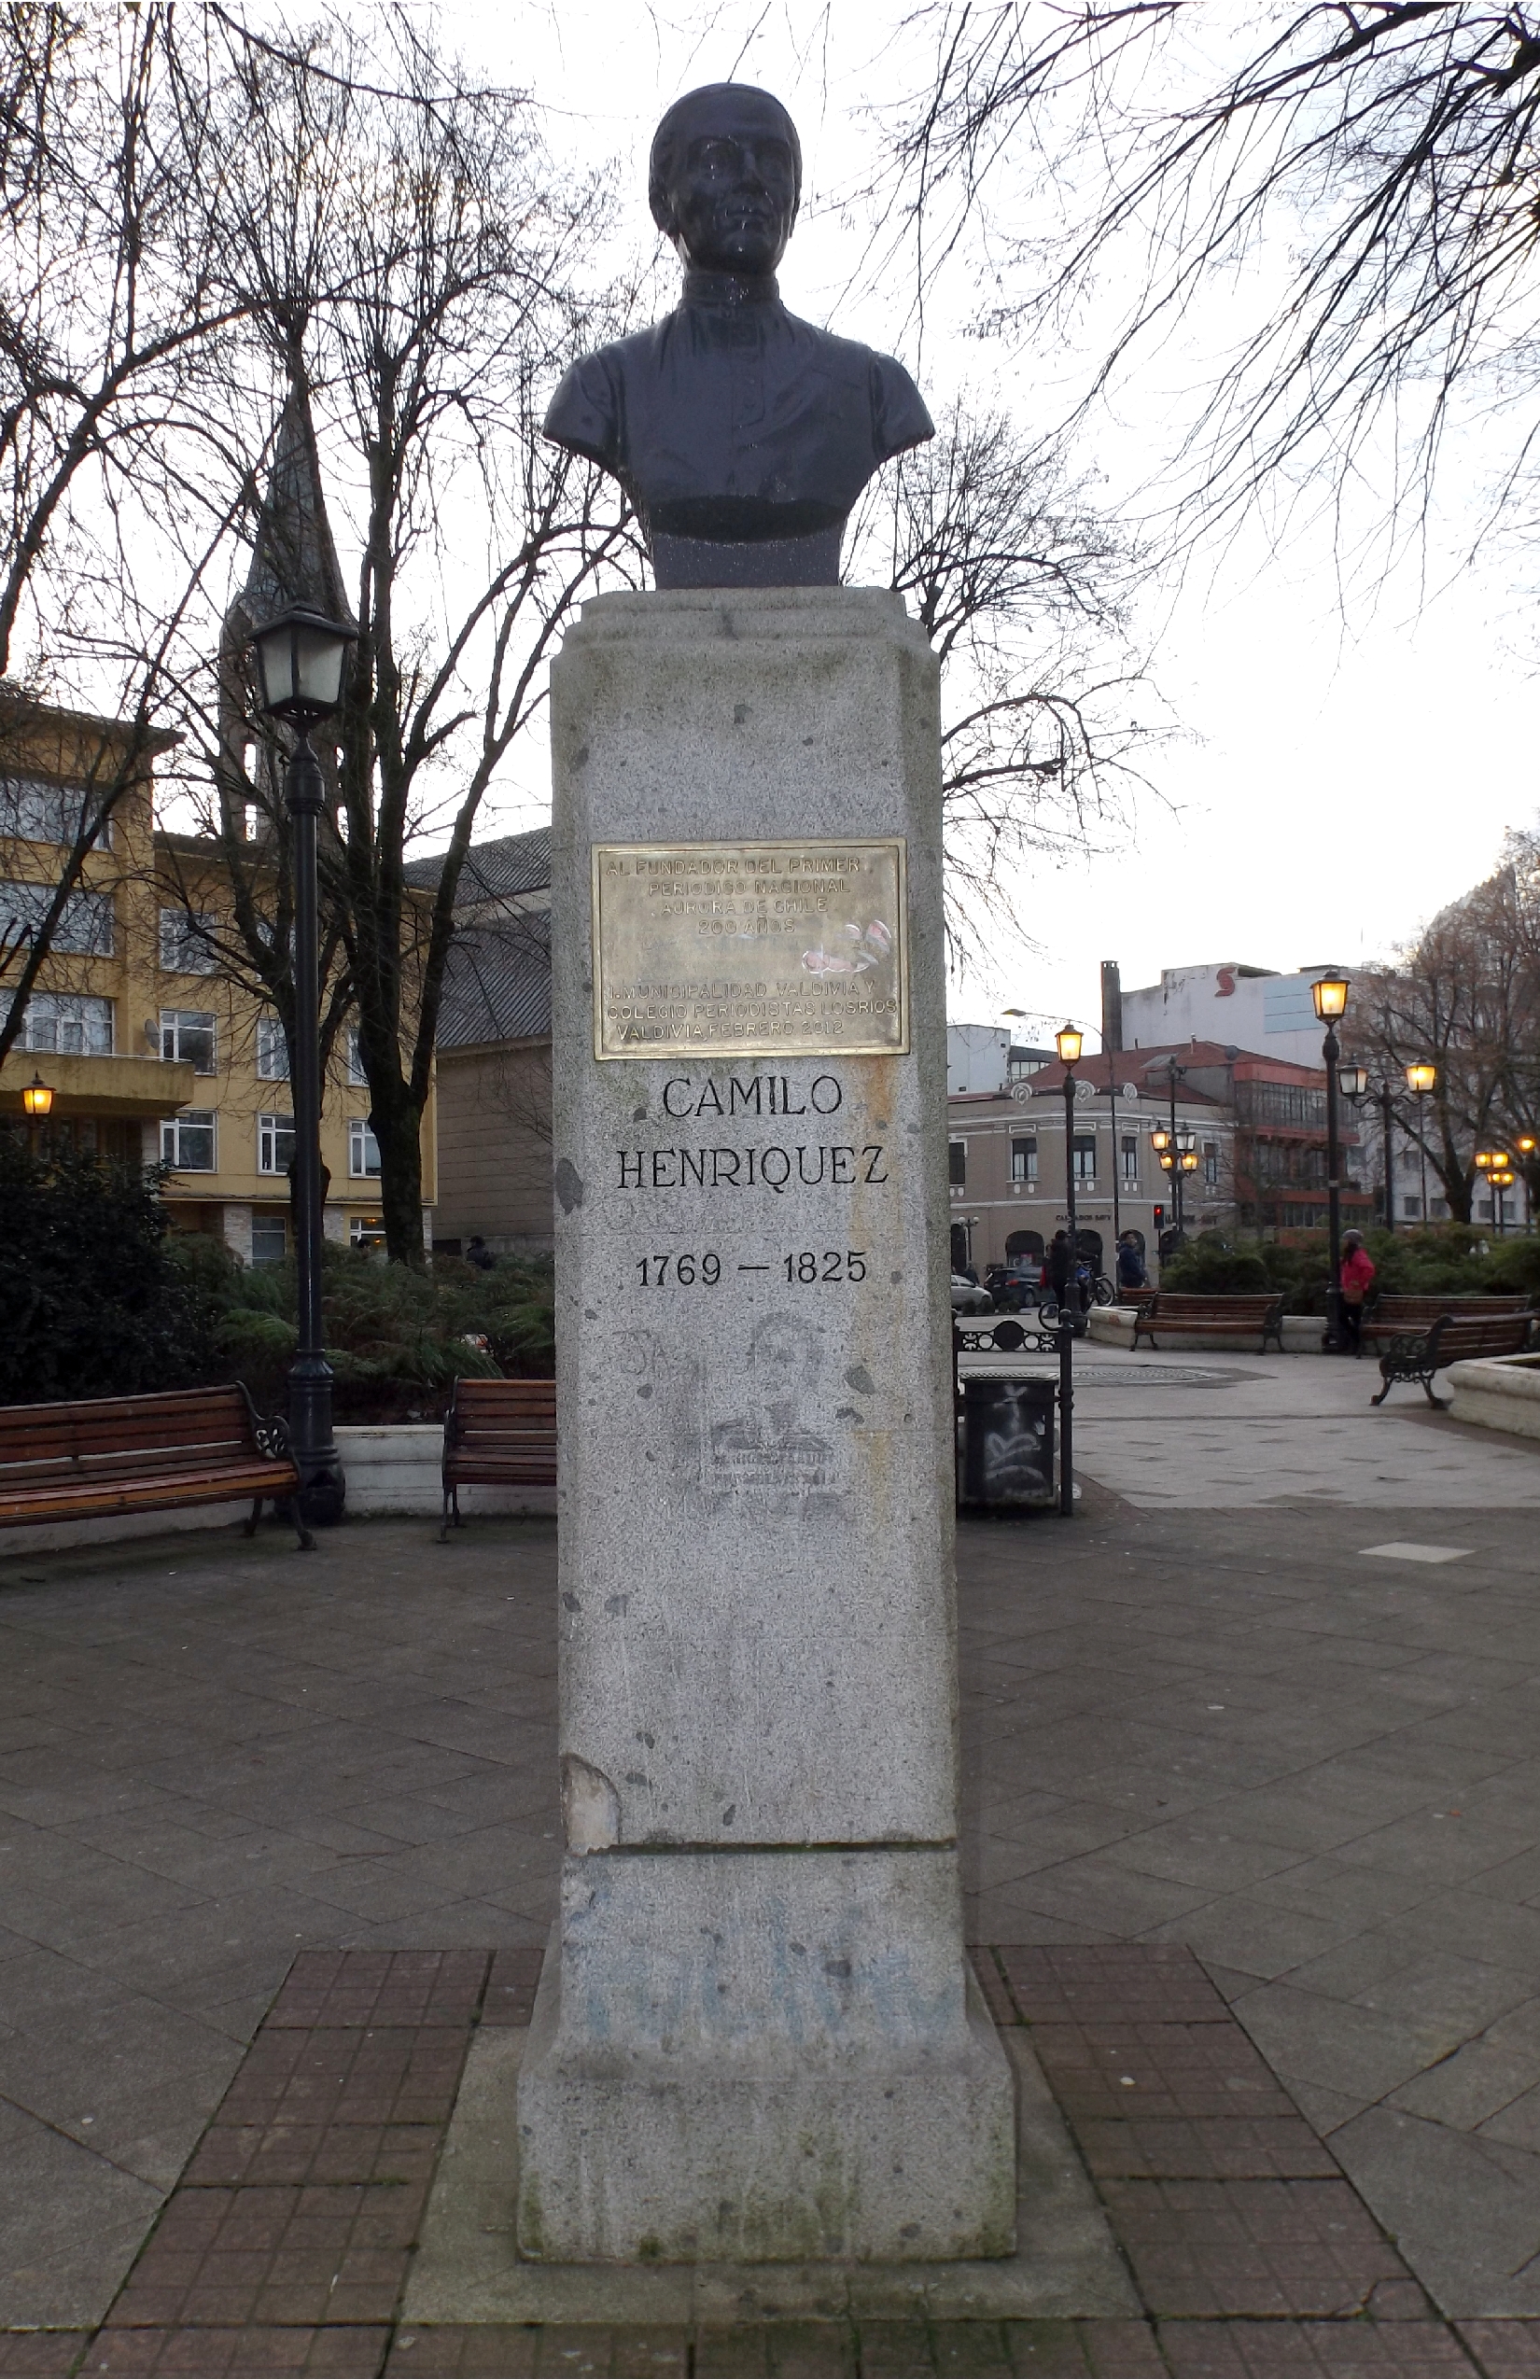 AL FUNDADOR DEL PRIMER
PERIODICO NACIONAL
AURORA DE CHILE
200 AÑOS
I. MUNICIPALIDAD VALDIVIA Y
COLEGIO PERIODISTAS LOS RIOS
VALDIVIA, FEBRERO 2012
CAMILO
HENRIQUEZ
1769 — 1825